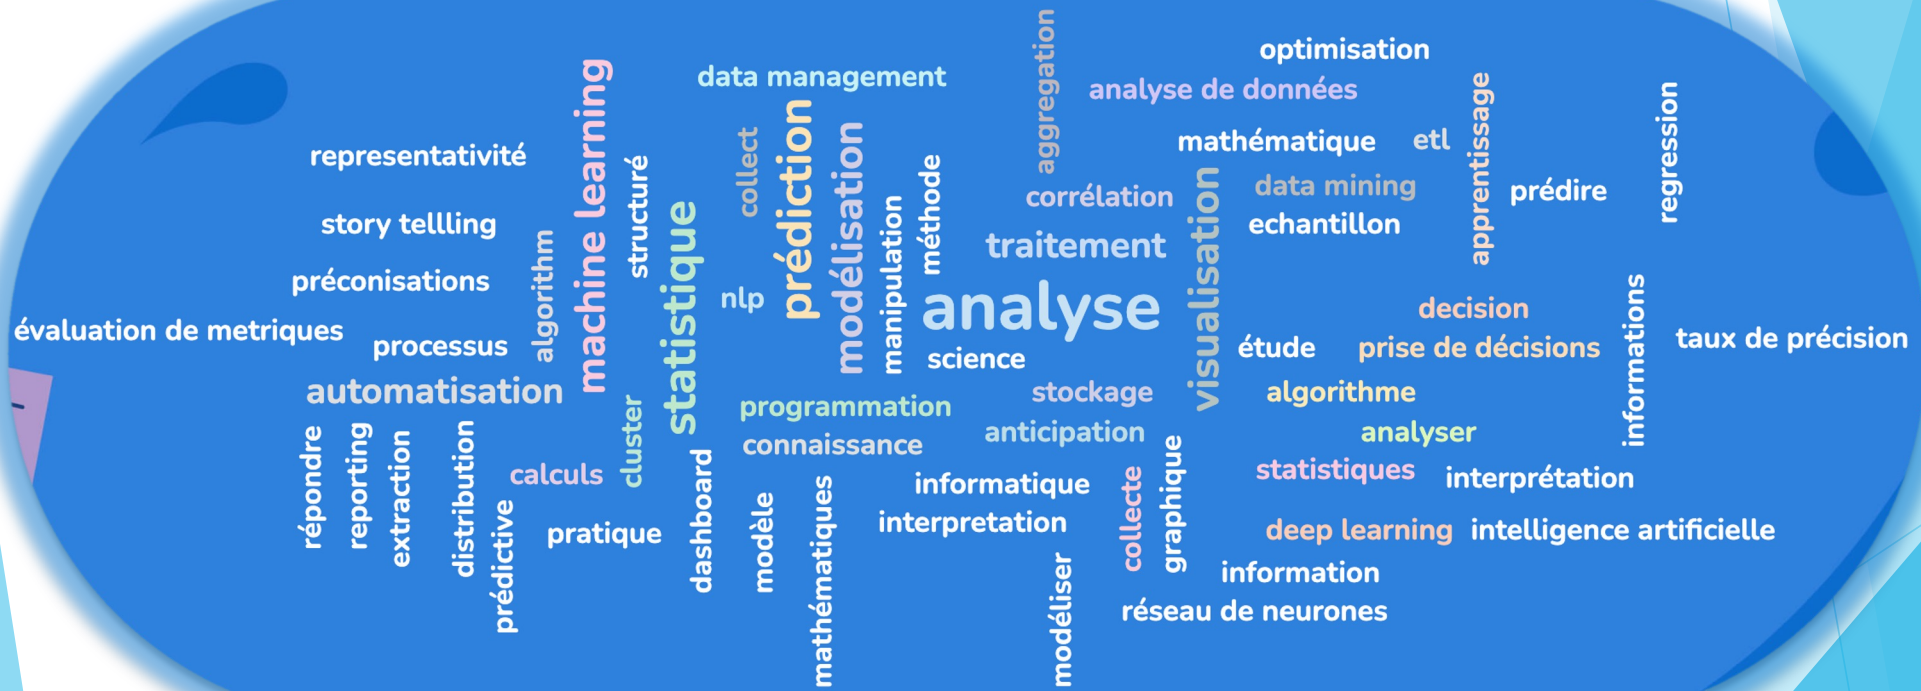 optimisation
aggregation
data management
analyse de données
machine learning
apprentissage
regression
prédiction
modélisation
collect
mathématique
etl
representativité
structuré
méthode
visualisation
data mining
prédire
corrélation
statistique
manipulation
story tellling
echantillon
algorithm
traitement
préconisations
nlp
analyse
decision
informations
évaluation de metriques
processus
science
étude
prise de décisions
taux de précision
automatisation
stockage
algorithme
cluster
programmation
anticipation
analyser
connaissance
répondre
reporting
extraction
distribution
calculs
dashboard
informatique
collecte
graphique
statistiques
interprétation
prédictive
pratique
modèle
mathématiques
interpretation
deep learning
intelligence artificielle
modéliser
information
réseau de neurones